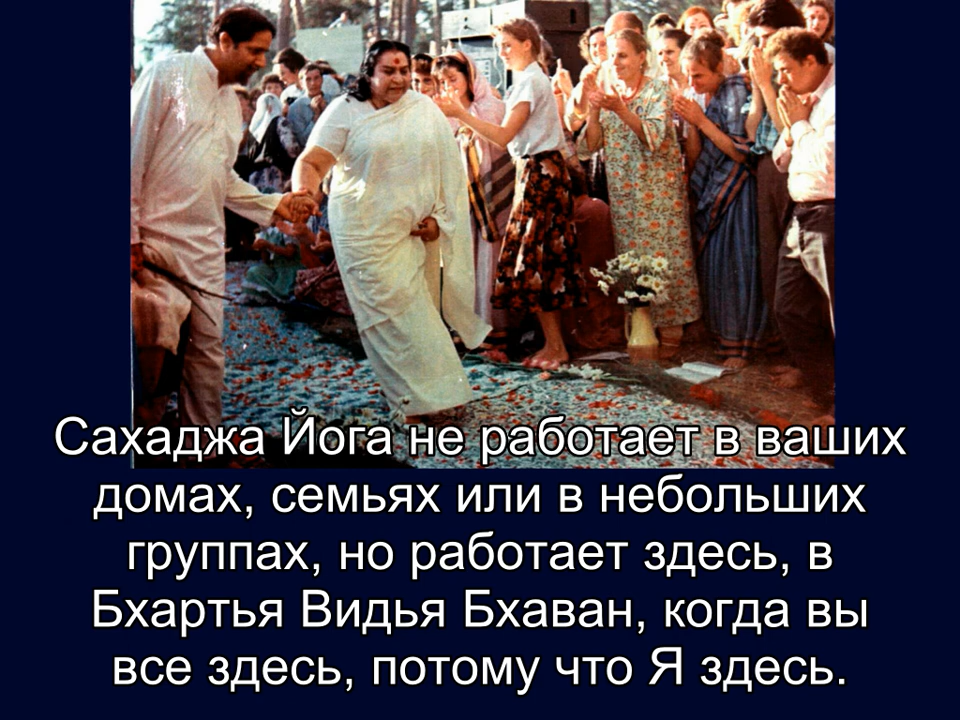 Сахаджа Йога не работает в ваших
домах, семьях или в небольших
группах, но работает здесь, в
Бхартья Видья Бхаван, когда вы
все здесь, потому что Я здесь.